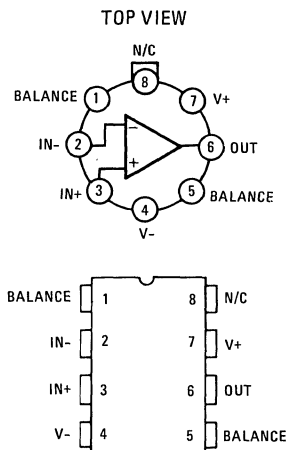 TOP VIEW
N/C
8
BALANCE 1
7 V+
IN- 2
−
6 OUT
+
IN+ 3
5 BALANCE
4
V-
BALANCE 1 8 N/C
IN- 2 7 V+
IN+ 3 6 OUT
V- 4 5 BALANCE